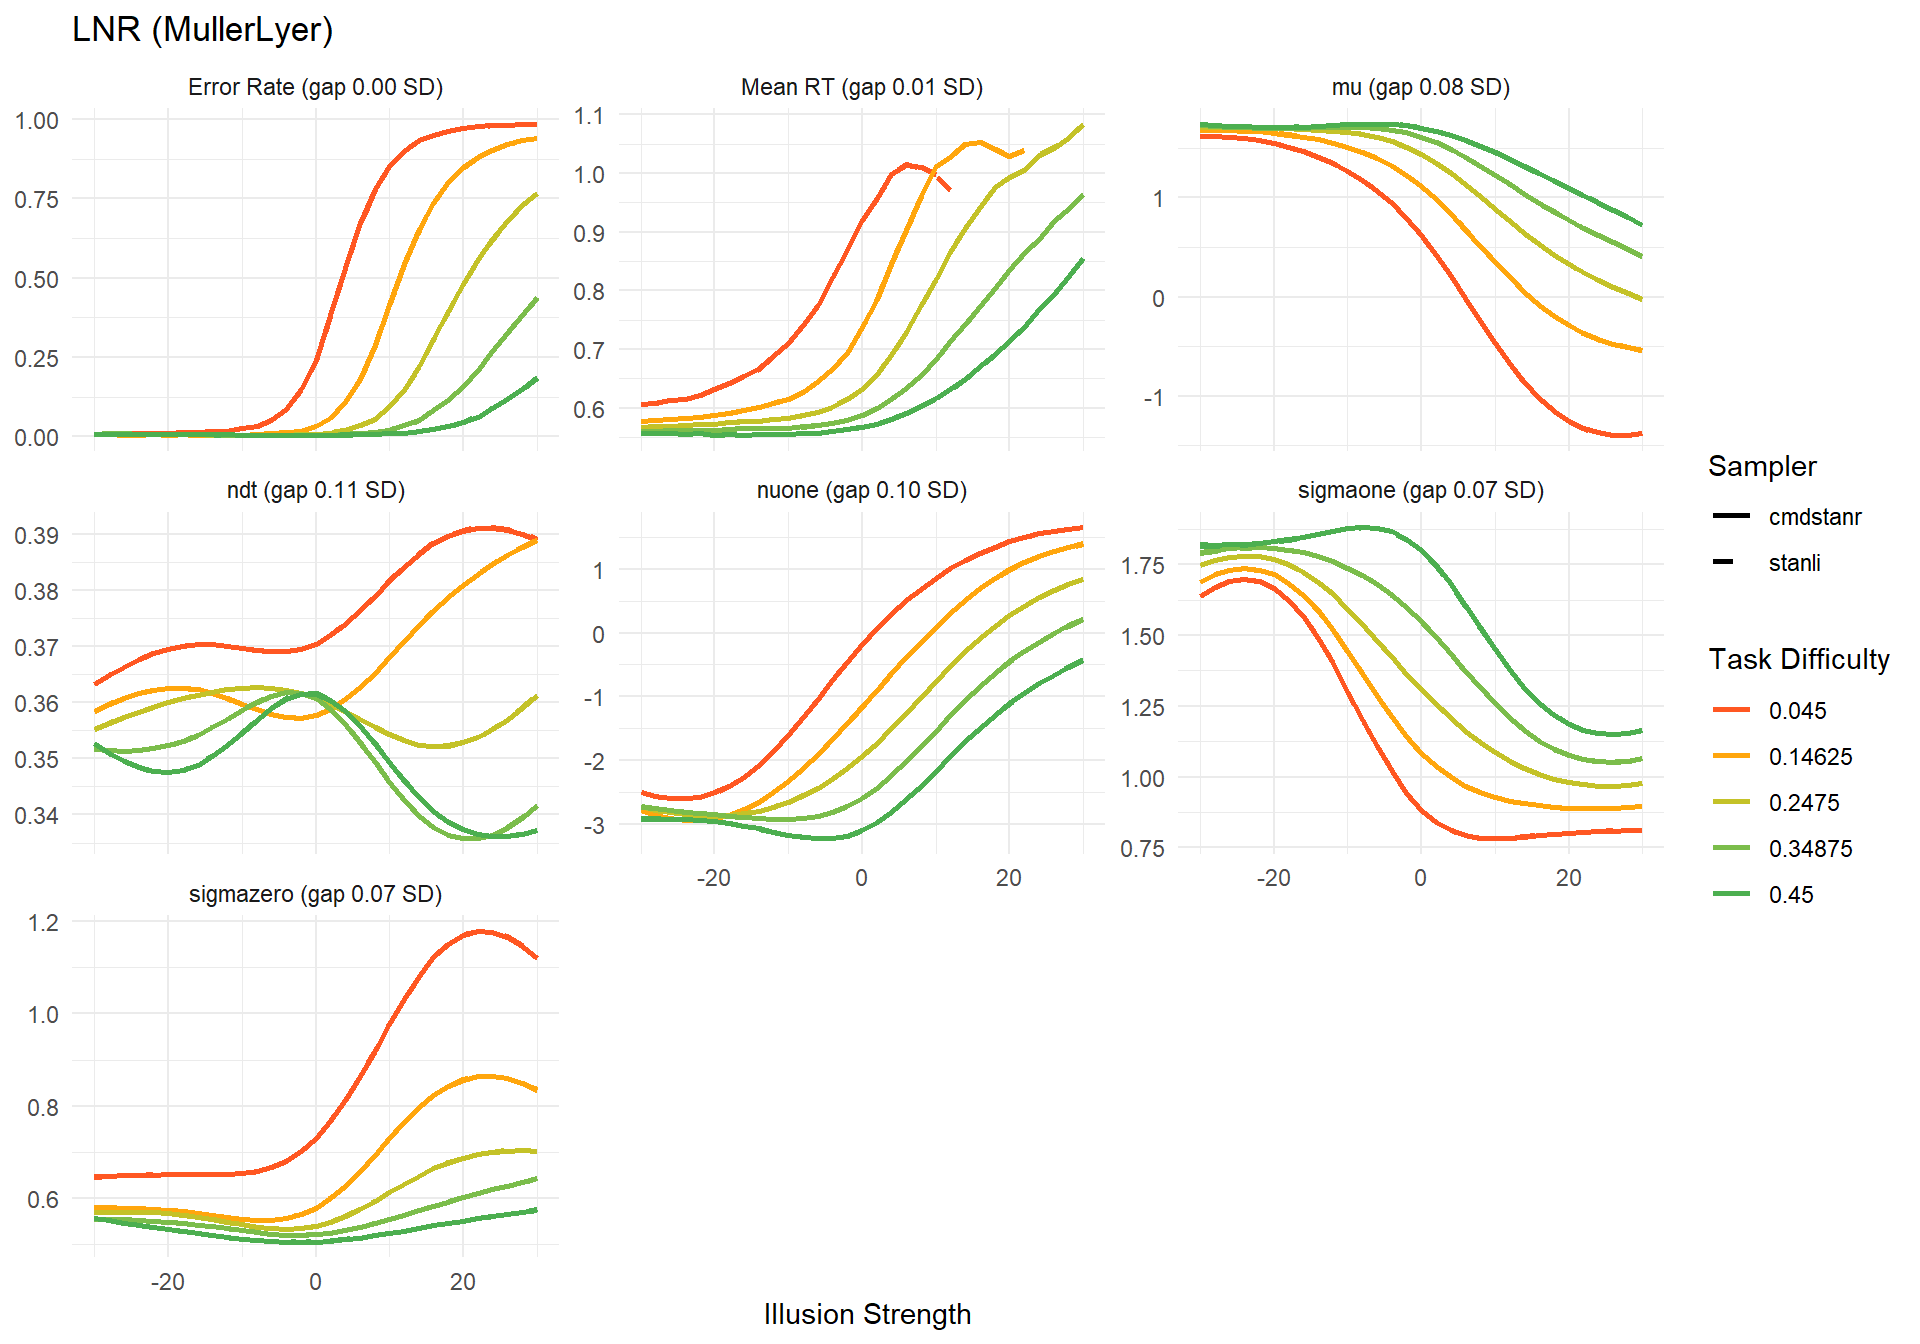 LNR (MullerLyer)
Error Rate (gap 0.00 SD)
Mean RT (gap 0.01 SD)
mu (gap 0.08 SD)
1.00
0.75
0.50
0.25
0.00
1.1
1.0
0.9
0.8
0.7
0.6
1
0
-1
ndt (gap 0.11 SD)
nuone (gap 0.10 SD)
sigmaone (gap 0.07 SD)
0.39
0.38
0.37
0.36
0.35
0.34
1
0
-1
-2
-3
-20 0 20
1.75
1.50
1.25
1.00
0.75
-20 0 20
sigmazero (gap 0.07 SD)
1.2
1.0
0.8
0.6
-20 0 20
Illusion Strength
Sampler
cmdstanr
stanli
Task Difficulty
0.045
0.14625
0.2475
0.34875
0.45